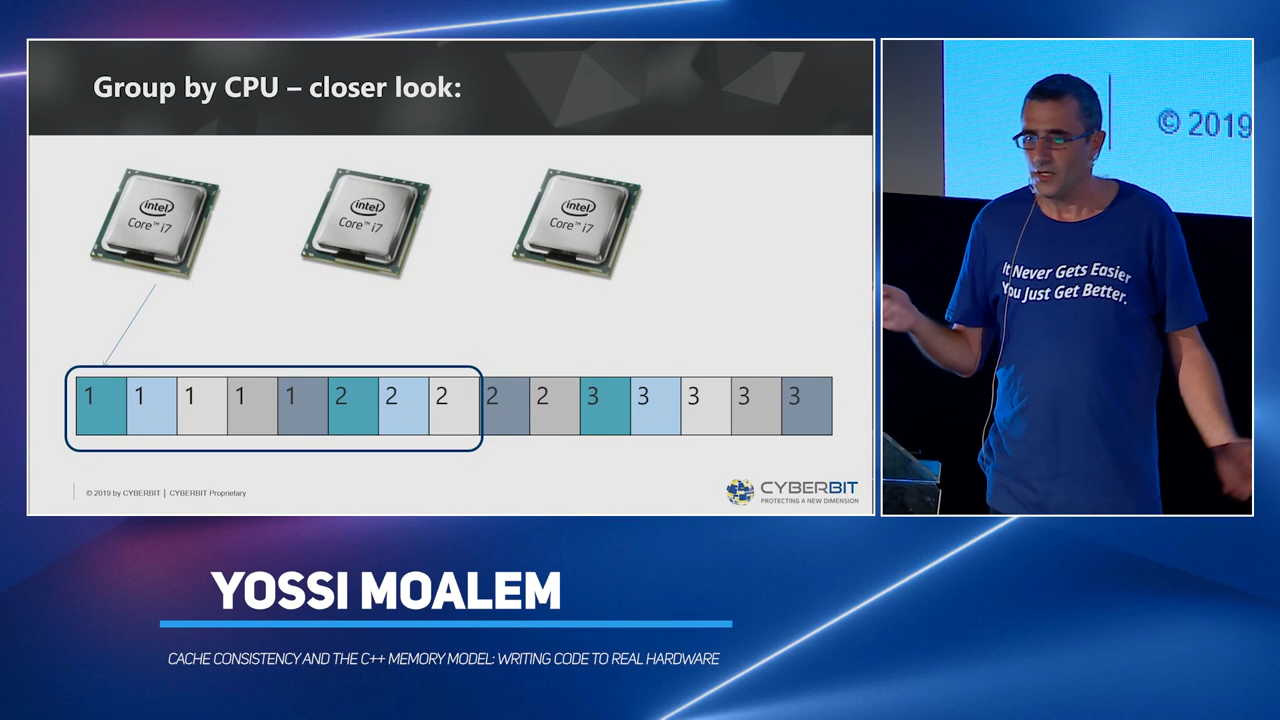 Group by CPU – closer look:
intel
Core™ i7
intel
Core™ i7
intel
Core™ i7
1 1 1 1 1 2 2 2 2 2 3 3 3 3 3
© 2019 by CYBERBIT | CYBERBIT Proprietary
CYBERBIT
PROTECTING A NEW DIMENSION
© 2019
It Never Gets Easier
You Just Get Better.
YOSSI MOALEM
CACHE CONSISTENCY AND THE C++ MEMORY MODEL: WRITING CODE TO REAL HARDWARE